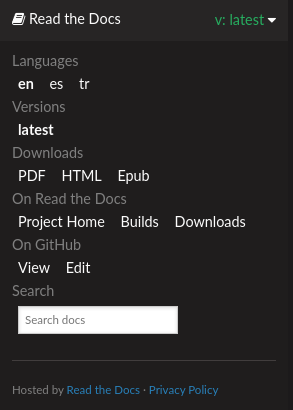 Read the Docs v: latest
Languages
en es tr
Versions
latest
Downloads
PDF HTML Epub
On Read the Docs
Project Home Builds Downloads
On GitHub
View Edit
Search
Search docs
Hosted by Read the Docs · Privacy Policy